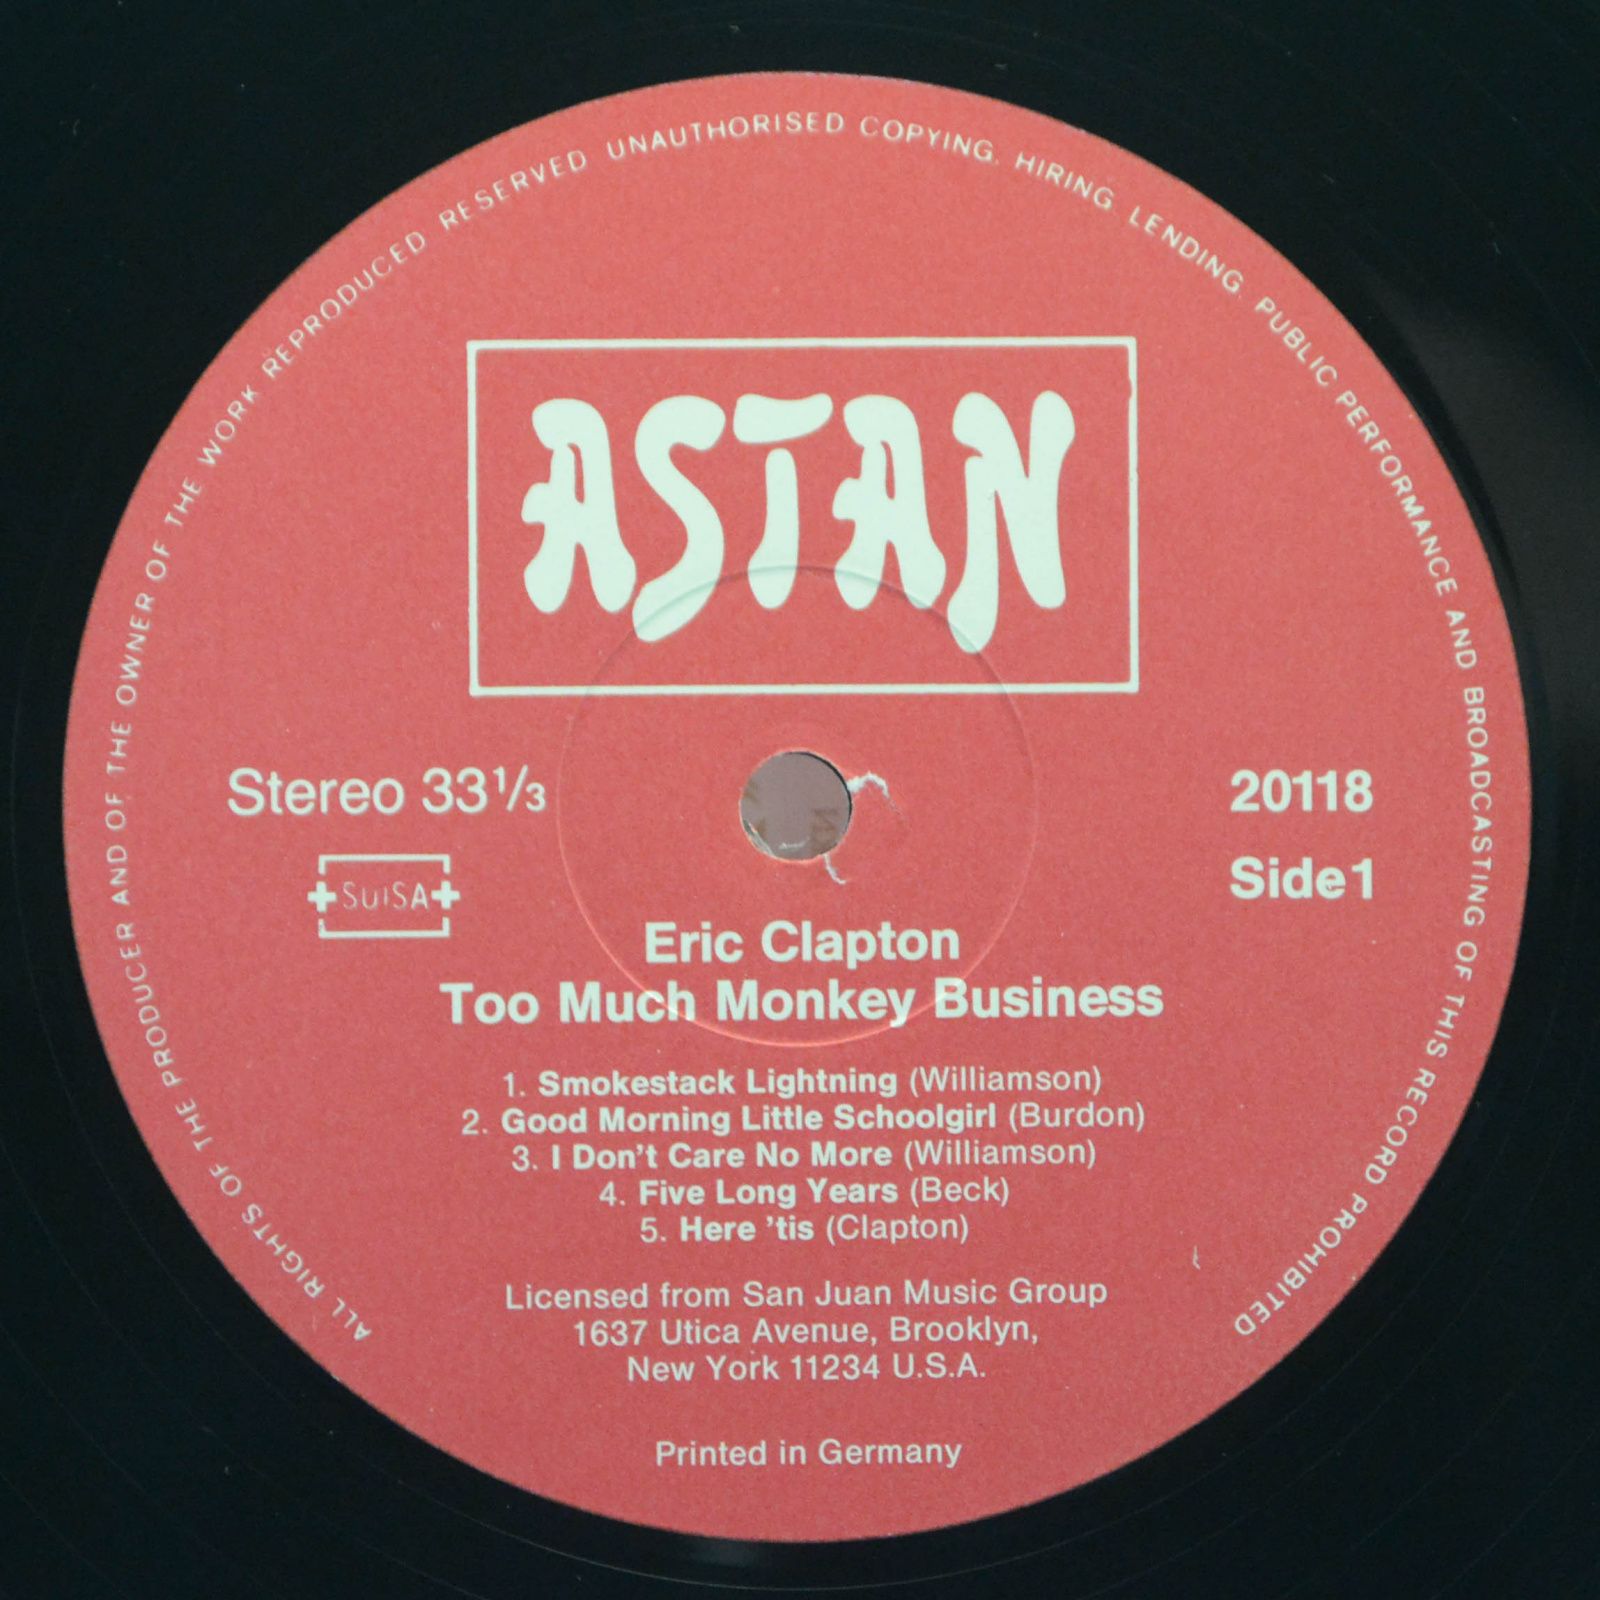 ALL RIGHTS OF THE PRODUCER AND OF THE OWNER OF THE WORK REPRODUCED RESERVED UNAUTHORISED COPYING. HIRING. LENDING. PUBLIC PERFORMANCE AND BROADCASTING OF THIS RECORD PROHIBITED
ASTAN
Stereo 33⅓
20118
SUISA
Side 1
Eric Clapton
Too Much Monkey Business
1. Smokestack Lightning (Williamson)
2. Good Morning Little Schoolgirl (Burdon)
3. I Don't Care No More (Williamson)
4. Five Long Years (Beck)
5. Here 'tis (Clapton)
Licensed from San Juan Music Group
1637 Utica Avenue, Brooklyn,
New York 11234 U.S.A.
Printed in Germany